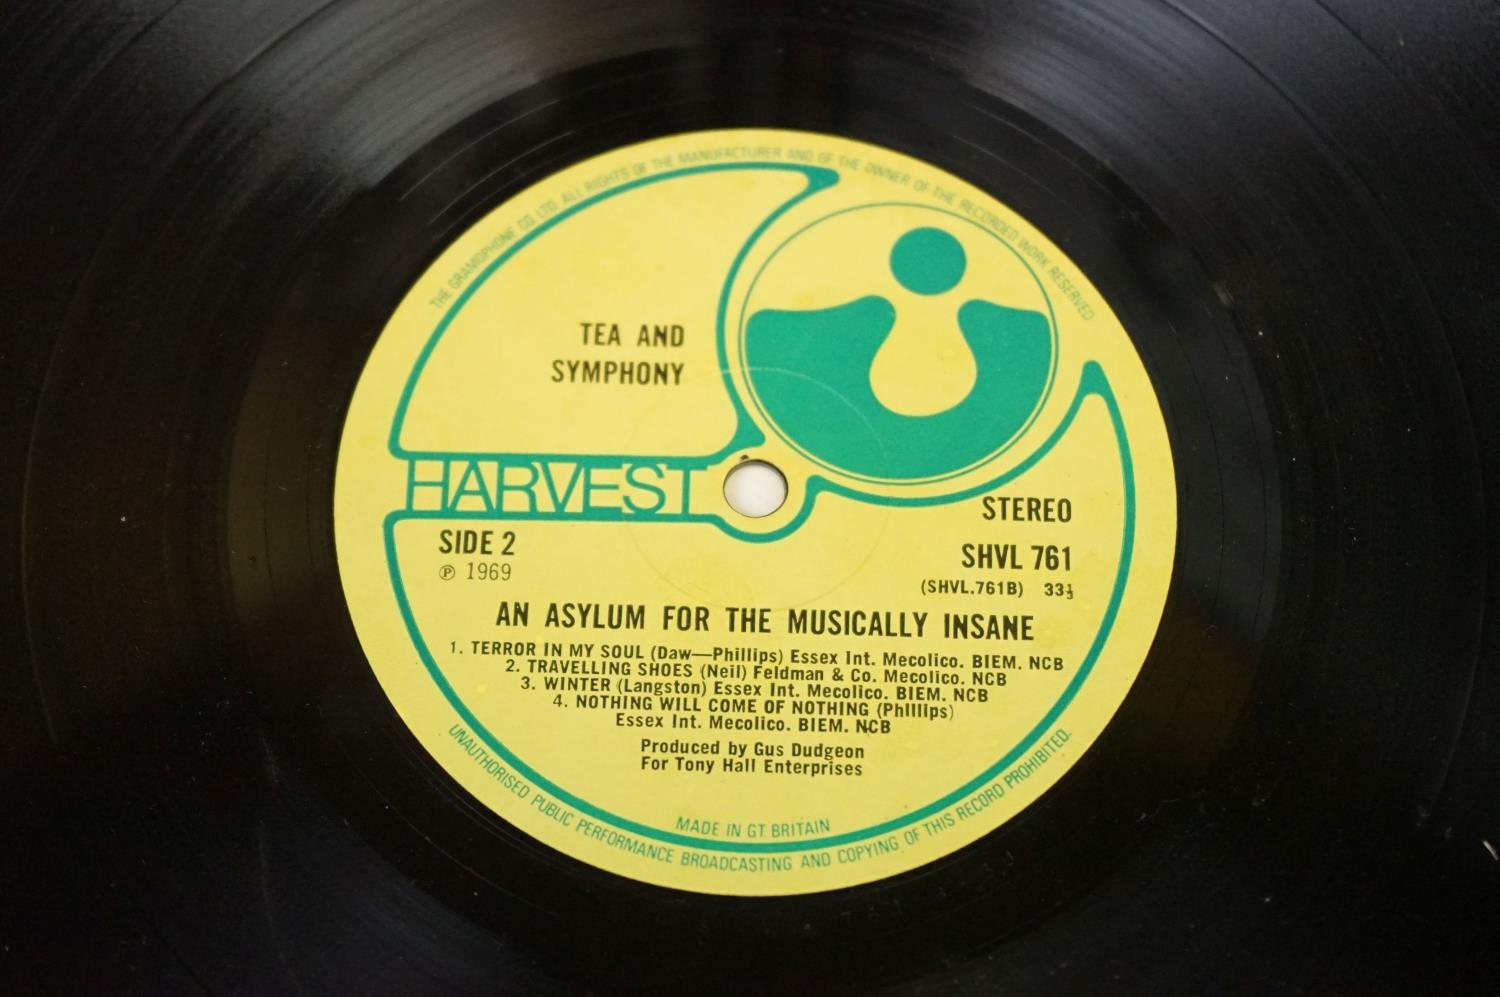 THE GRAMOPHONE CO. LTD. ALL RIGHTS OF THE MANUFACTURER AND OF THE OWNER OF THE RECORDED WORK RESERVED
TEA AND
SYMPHONY
HARVEST
STEREO
SIDE 2
SHVL 761
℗ 1969
(SHVL.761B) 33⅓
AN ASYLUM FOR THE MUSICALLY INSANE
1. TERROR IN MY SOUL (Daw—Phillips) Essex Int. Mecolico. BIEM. NCB
2. TRAVELLING SHOES (Neil) Feldman & Co. Mecolico. NCB
3. WINTER (Langston) Essex Int. Mecolico. BIEM. NCB
4. NOTHING WILL COME OF NOTHING (Phillips)
Essex Int. Mecolico. BIEM. NCB
Produced by Gus Dudgeon
For Tony Hall Enterprises
MADE IN GT. BRITAIN
UNAUTHORISED PUBLIC PERFORMANCE BROADCASTING AND COPYING OF THIS RECORD PROHIBITED.